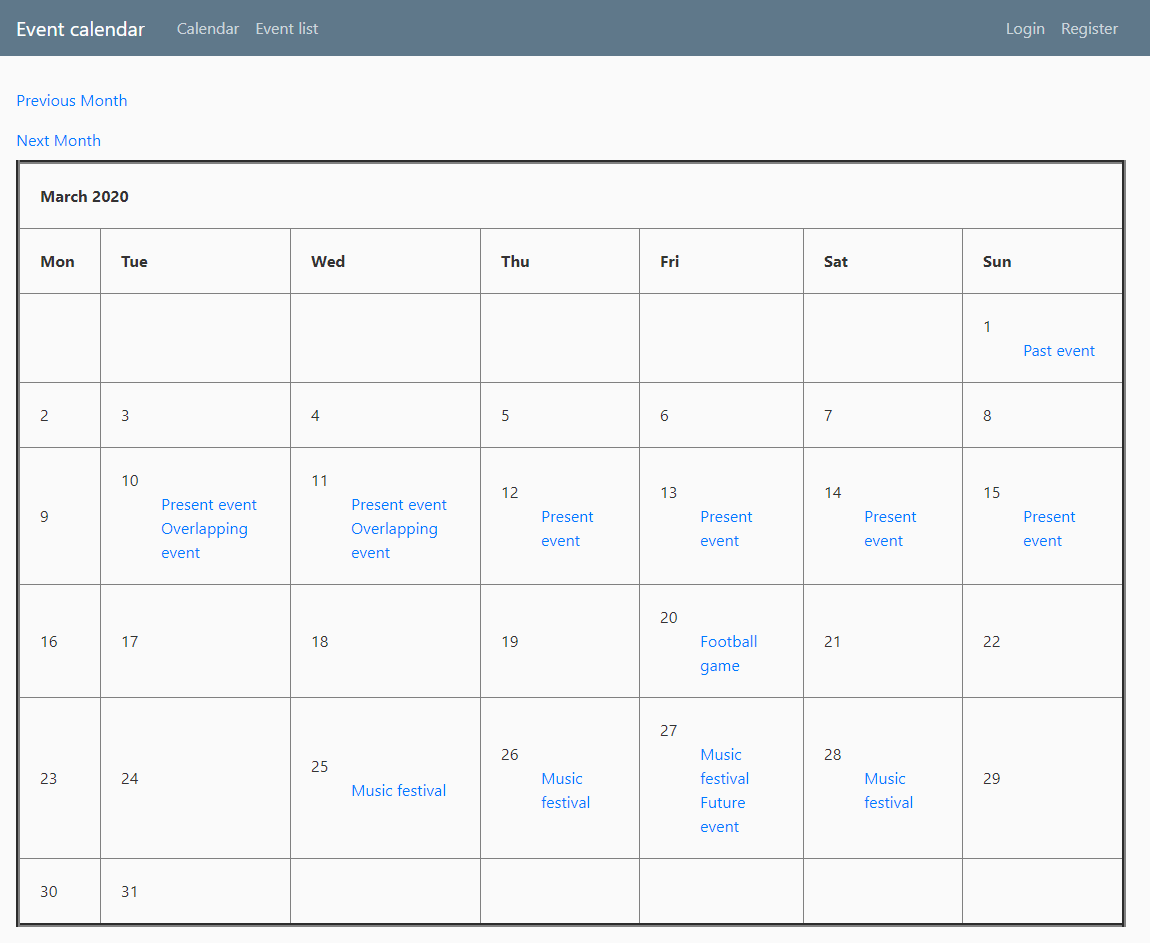 Event calendar Calendar Event list Login Register
Previous Month
Next Month
March 2020
Mon Tue Wed Thu Fri Sat Sun
1
Past event
2 3 4 5 6 7 8
9
10
Present event
Overlapping
event
11
Present event
Overlapping
event
12
Present
event
13
Present
event
14
Present
event
15
Present
event
16 17 18 19
20
Football
game
21 22
23 24
25
Music festival
26
Music
festival
27
Music
festival
Future
event
28
Music
festival
29
30 31